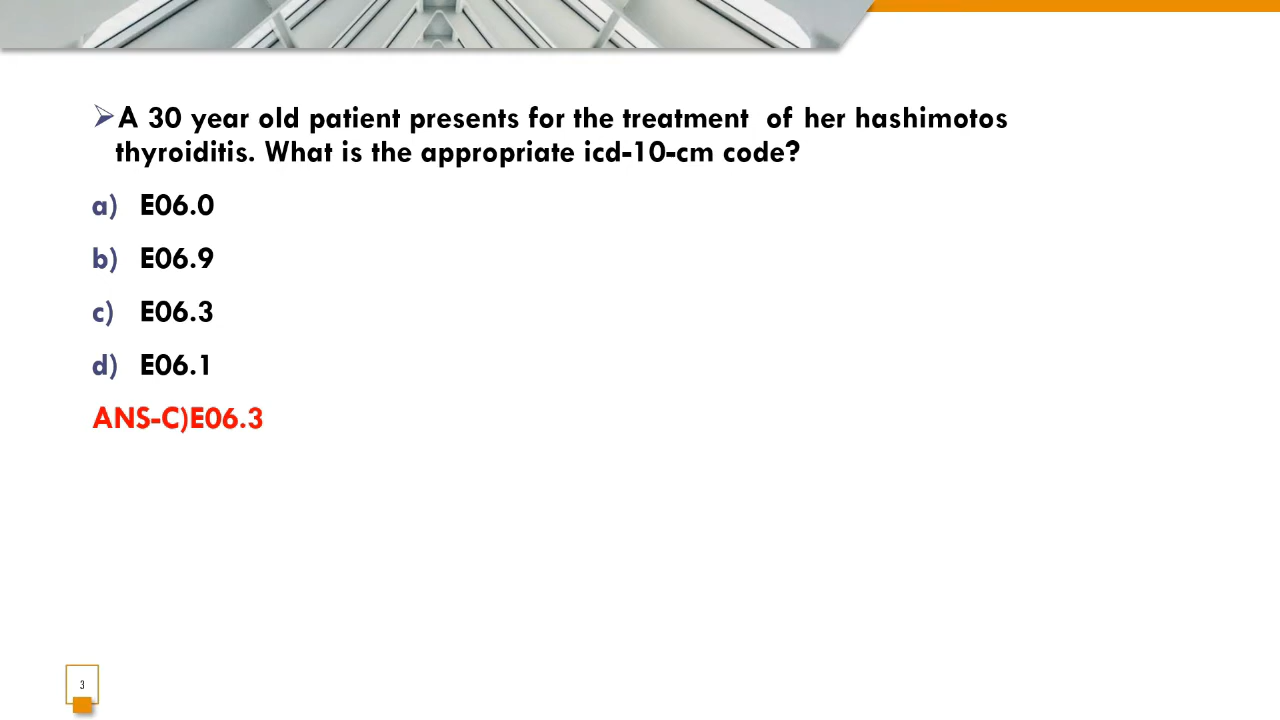 ➢A 30 year old patient presents for the treatment  of her hashimotos
thyroiditis. What is the appropriate icd-10-cm code?
a) E06.0
b) E06.9
c) E06.3
d) E06.1
ANS-C)E06.3
3